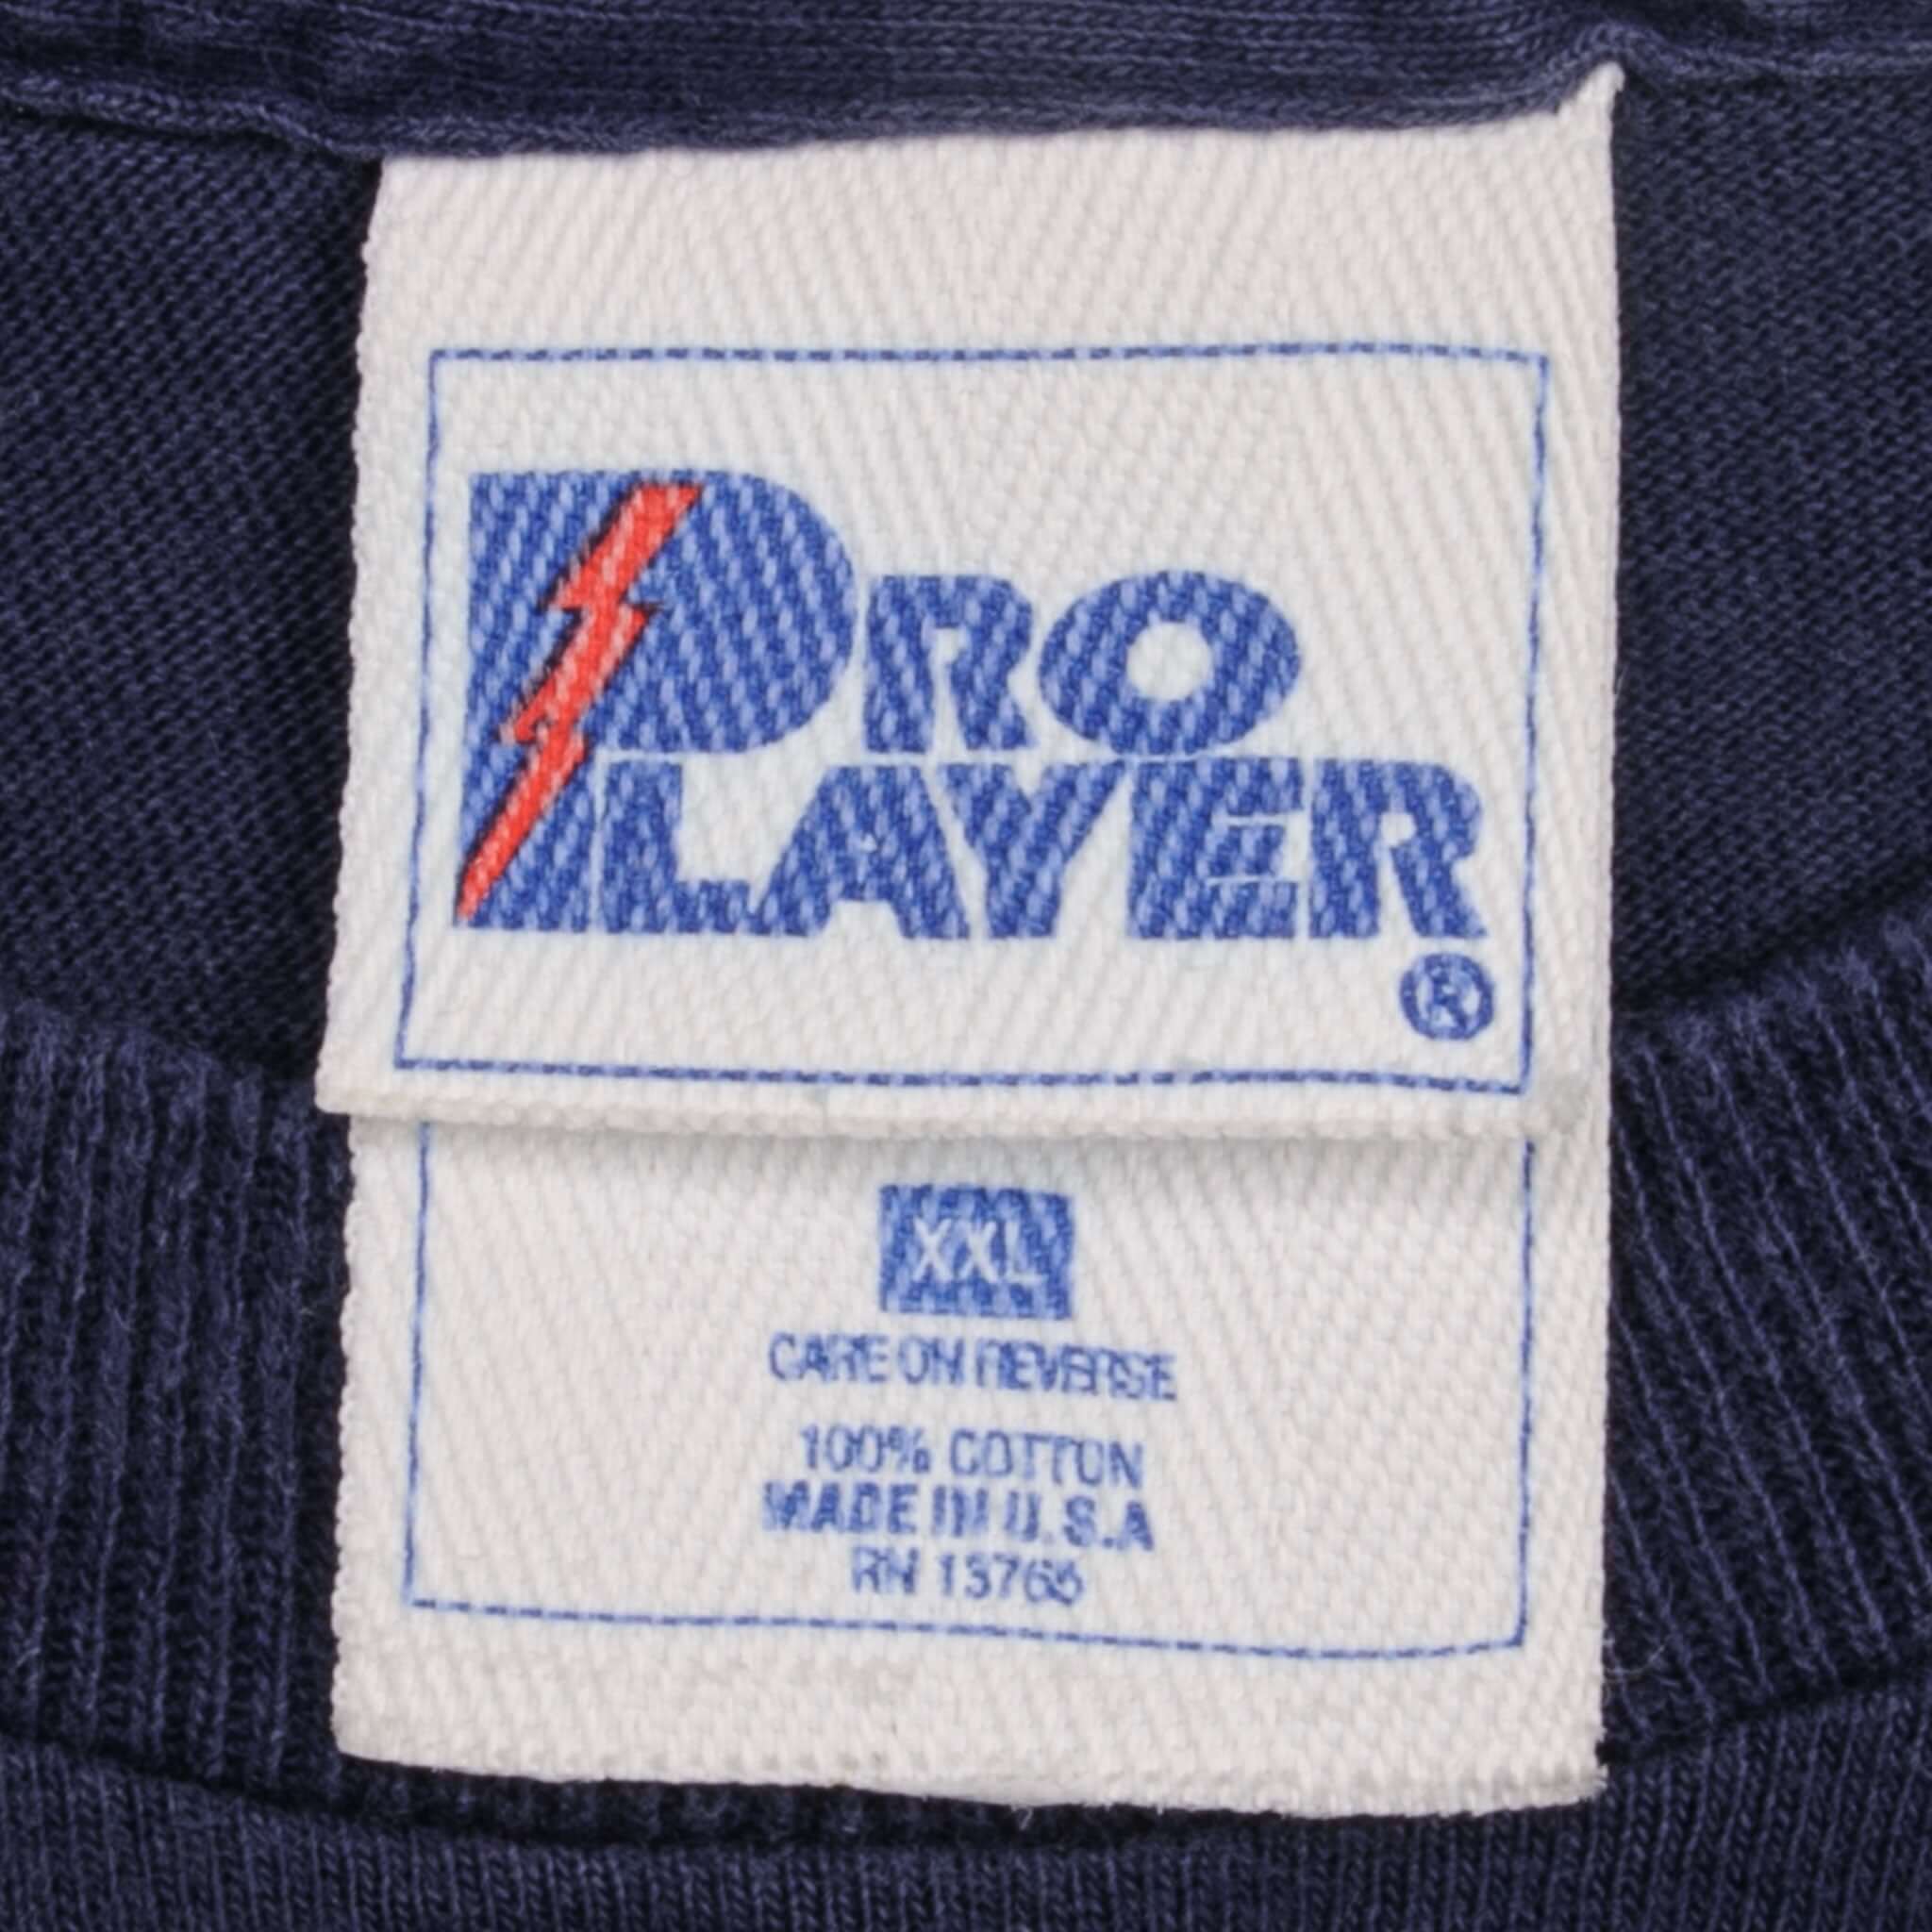 PRO
PLAYER
®
XXL
CARE ON REVERSE
100% COTTON
MADE IN U.S.A
RN 13765